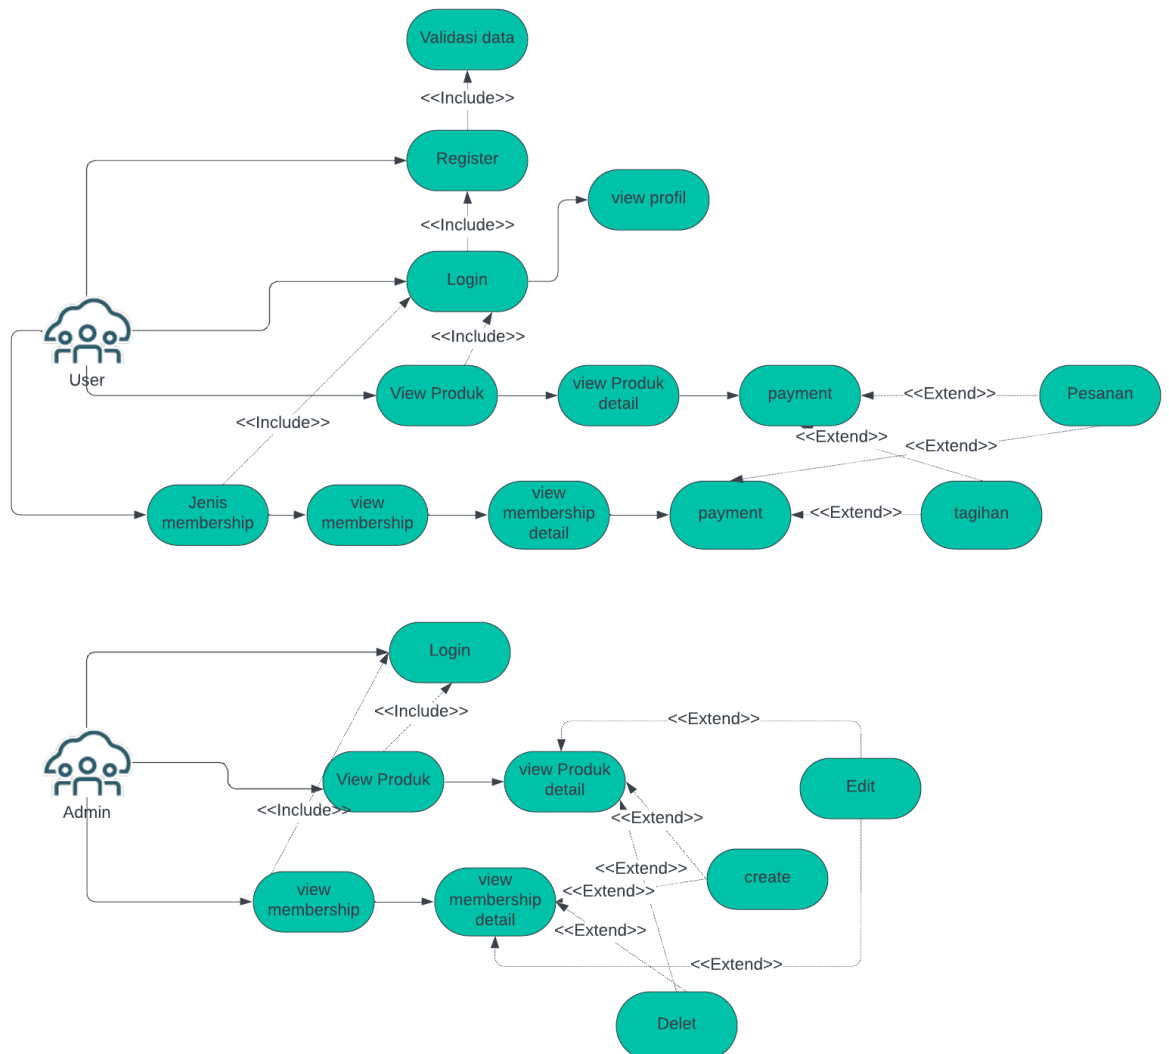 Validasi data
<<Include>>
Register
view profil
<<Include>>
Login
<<Include>>
User
View Produk
view Produk
detail
payment
<<Extend>>
Pesanan
<<Include>>
<<Extend>>
<<Extend>>
Jenis
membership
view
membership
view
membership
detail
payment
<<Extend>>
tagihan
Login
<<Include>>
<<Extend>>
Admin
View Produk
view Produk
detail
Edit
<<Include>>
<<Extend>>
<<Extend>>
create
view
membership
view
membership
detail
<<Extend>>
<<Extend>>
<<Extend>>
Delet